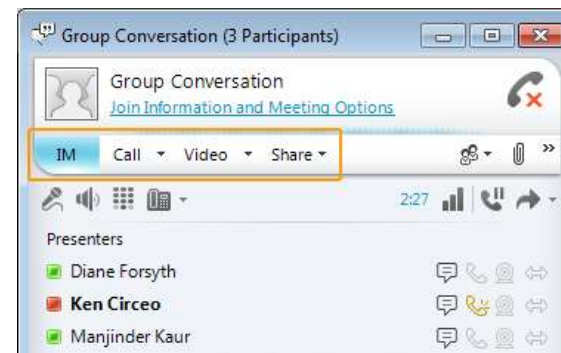 Group Conversation (3 Participants)
Group Conversation
Join Information and Meeting Options
IM Call Video Share
2:27
Presenters
Diane Forsyth
Ken Circeo
Manjinder Kaur